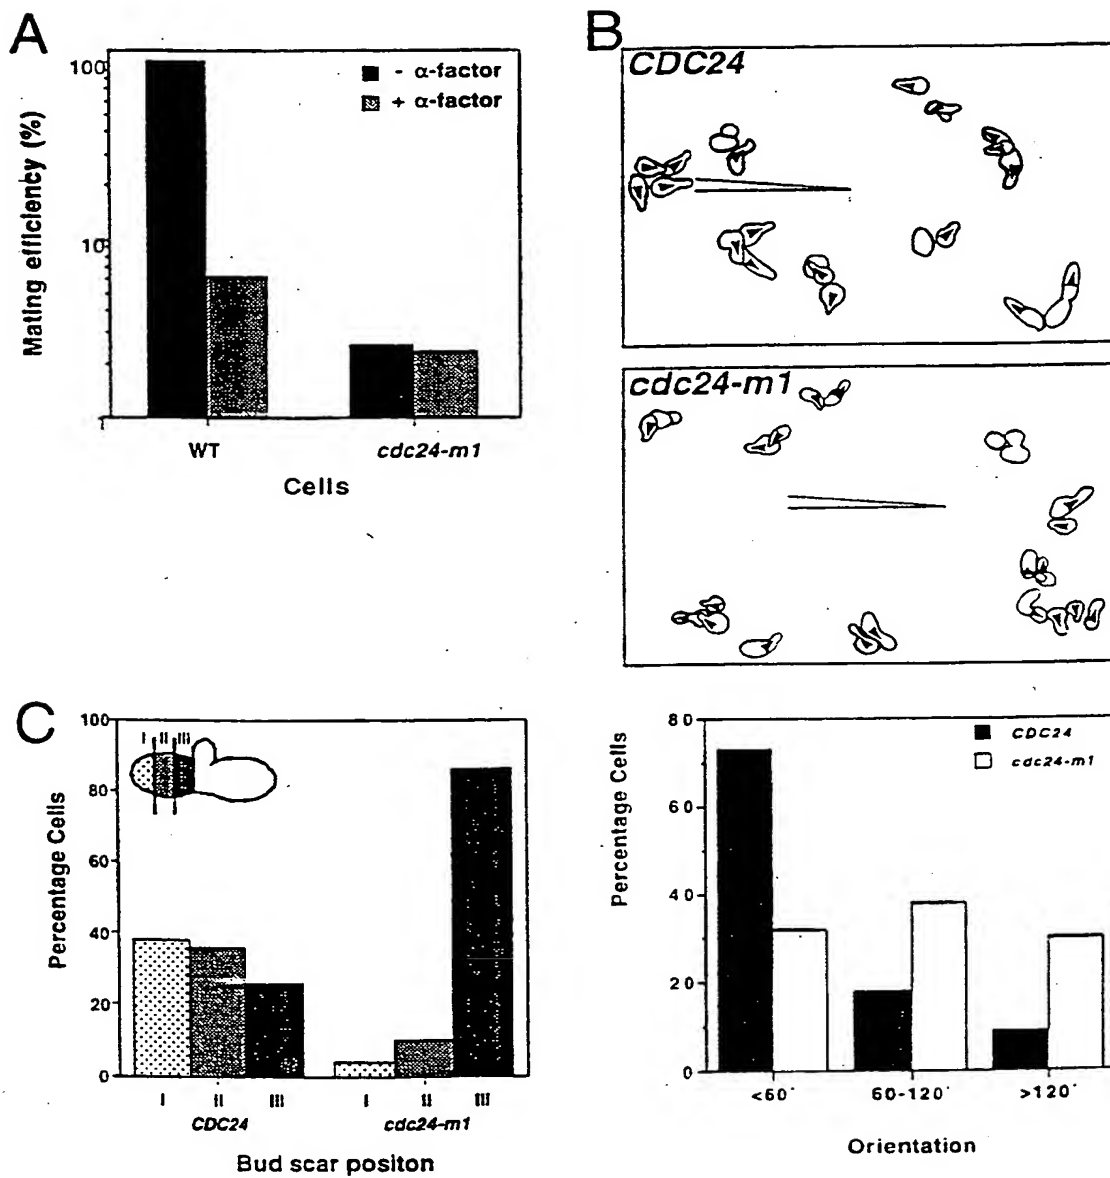 A
Mating efficiency (%)
100
10
- α-factor
+ α-factor
WT
cdc24-m1
Cells
B
CDC24
cdc24-m1
C
Percentage Cells
100
80
60
40
20
0
I II III
I II III
I II III
CDC24
cdc24-m1
Bud scar positon
Percentage Cells
80
60
40
20
0
CDC24
cdc24-m1
<60˚
60-120˚
>120˚
Orientation